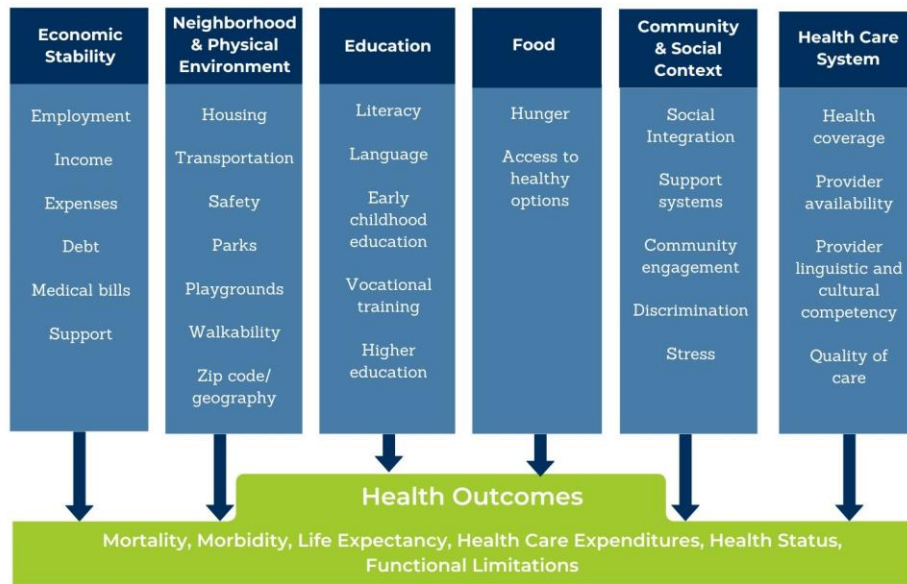 Economic
Stability
Employment
Income
Expenses
Debt
Medical bills
Support
Neighborhood
& Physical
Environment
Housing
Transportation
Safety
Parks
Playgrounds
Walkability
Zip code/
geography
Education
Literacy
Language
Early
childhood
education
Vocational
training
Higher
education
Food
Hunger
Access to
healthy
options
Community
& Social
Context
Social
Integration
Support
systems
Community
engagement
Discrimination
Stress
Health Care
System
Health
coverage
Provider
availability
Provider
linguistic and
cultural
competency
Quality of
care
Health Outcomes
Mortality, Morbidity, Life Expectancy, Health Care Expenditures, Health Status,
Functional Limitations